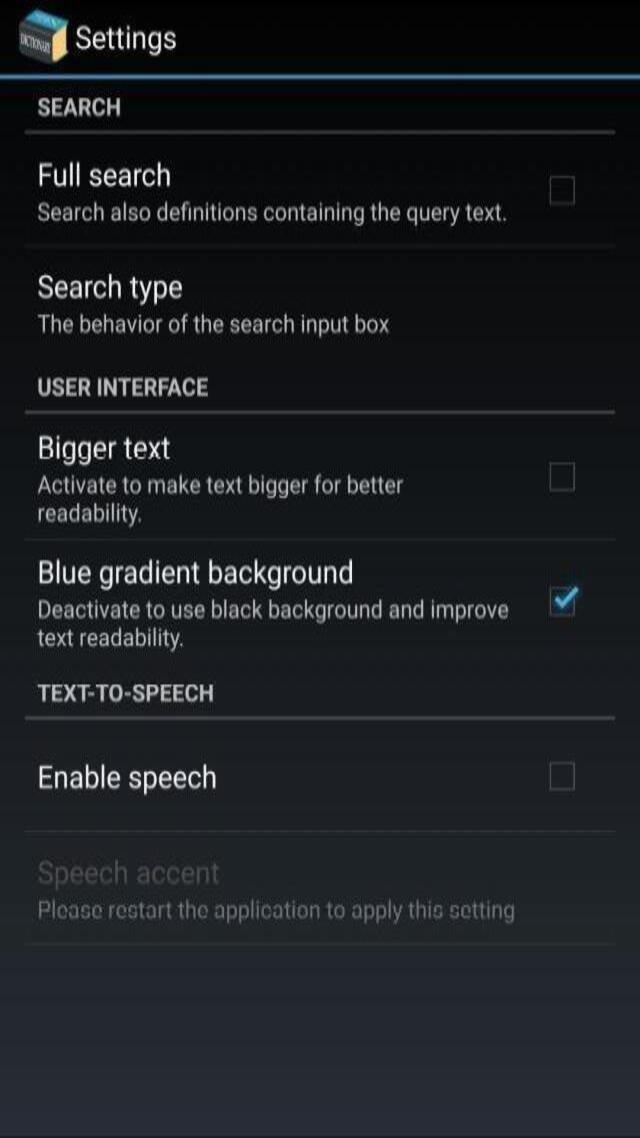 DICTIONARY
Settings
SEARCH
Full search
Search also definitions containing the query text.
Search type
The behavior of the search input box
USER INTERFACE
Bigger text
Activate to make text bigger for better
readability.
Blue gradient background
Deactivate to use black background and improve
text readability.
TEXT-TO-SPEECH
Enable speech
Speech accent
Please restart the application to apply this setting